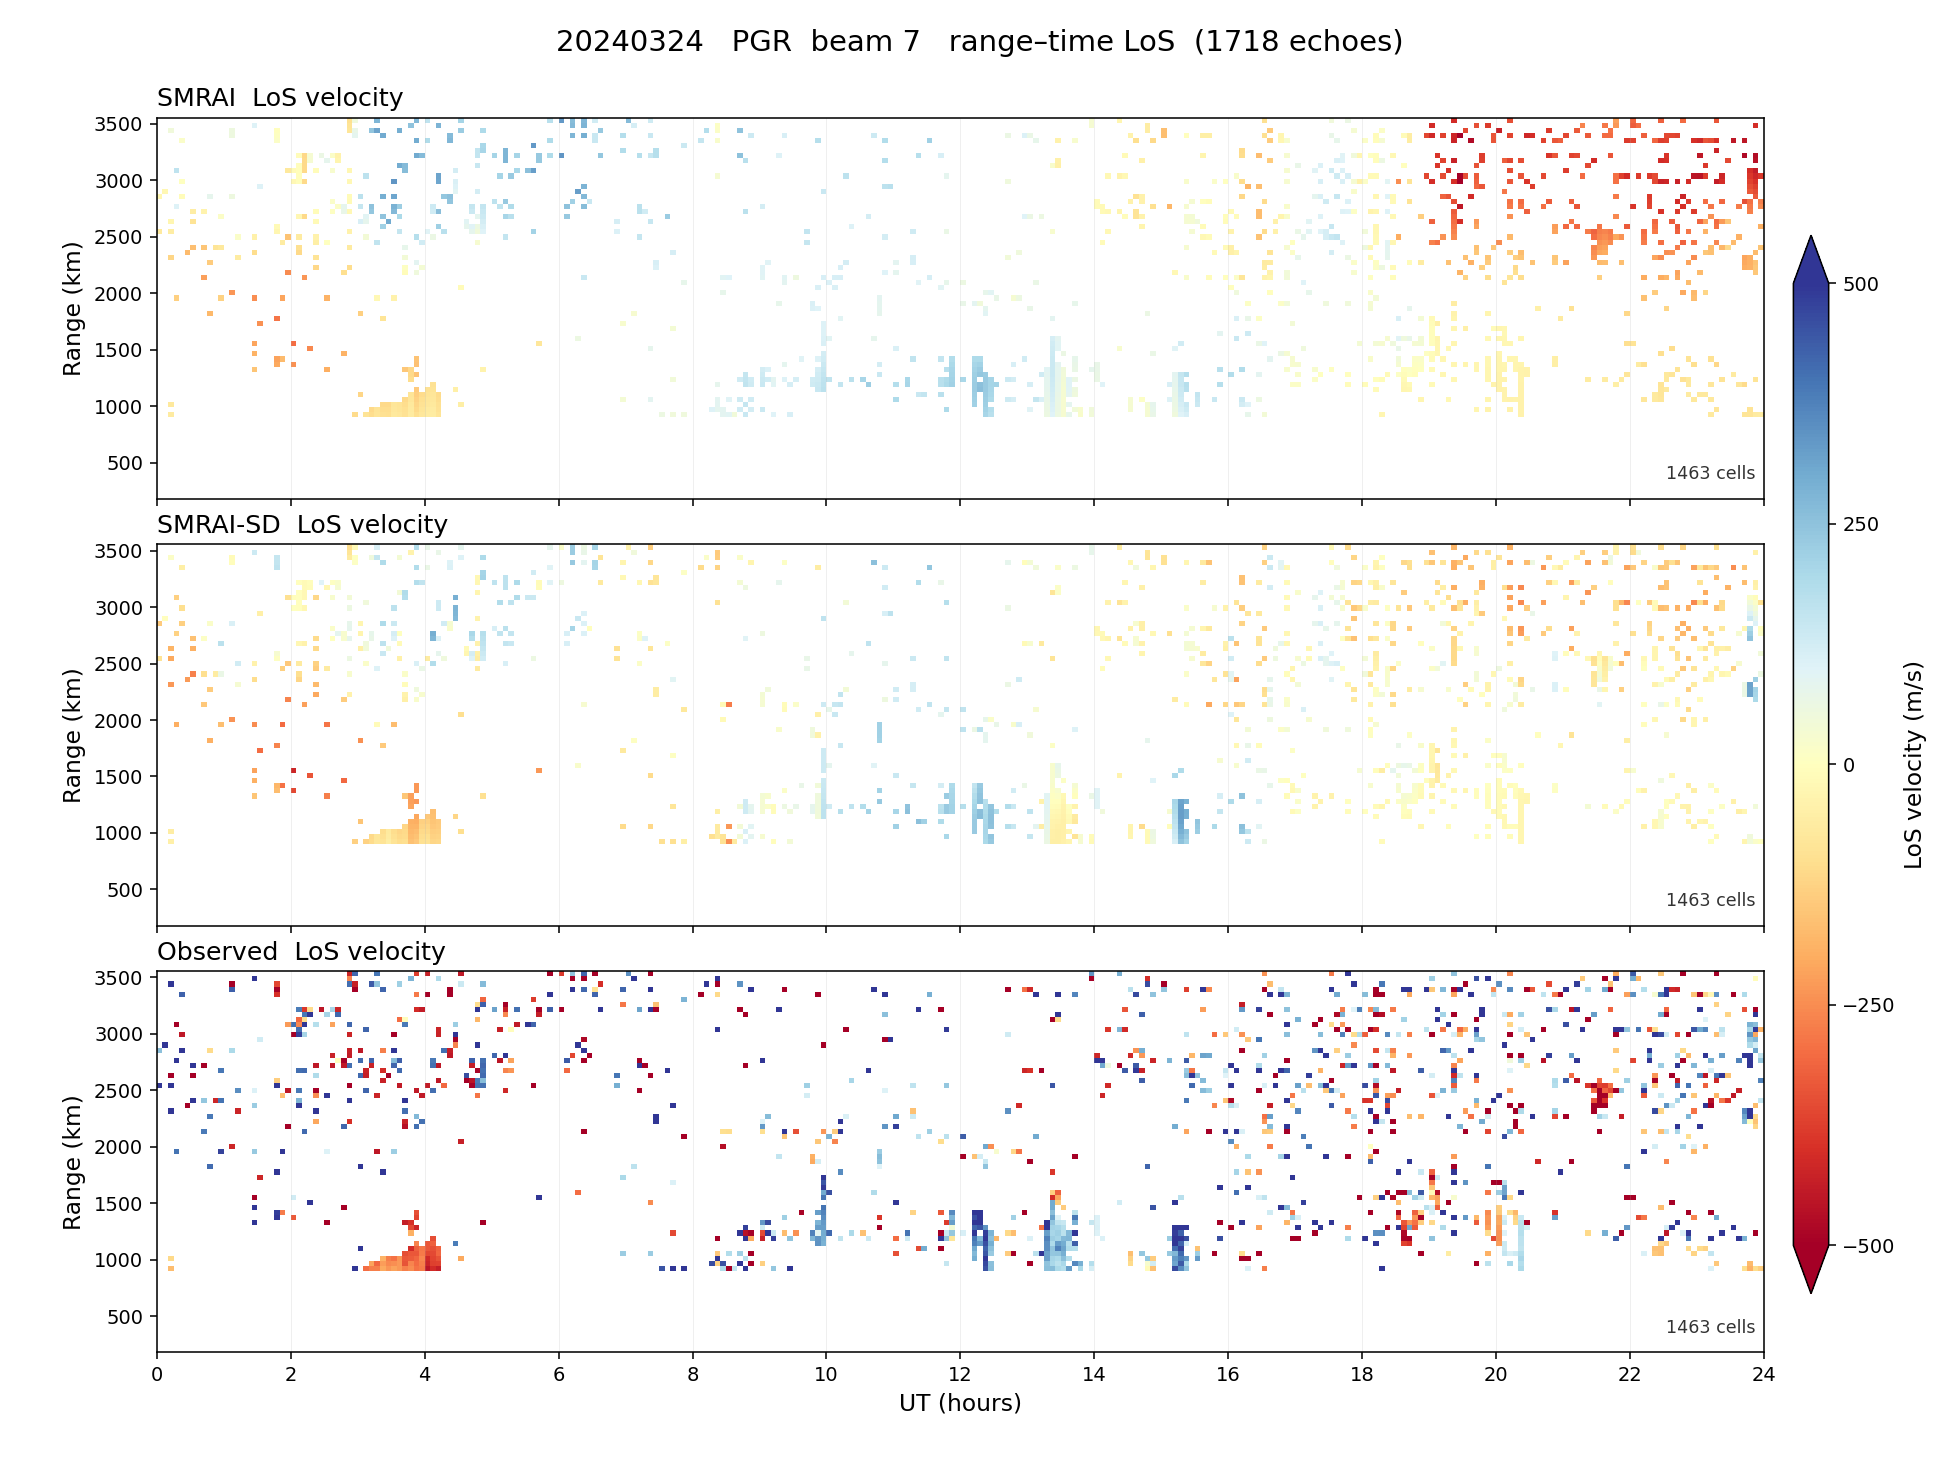 20240324   PGR  beam 7   range–time LoS  (1718 echoes)
SMRAI  LoS velocity
3500
3000
2500
2000
1500
1000
500
Range (km)
1463 cells
SMRAI-SD  LoS velocity
3500
3000
2500
2000
1500
1000
500
Range (km)
1463 cells
Observed  LoS velocity
3500
3000
2500
2000
1500
1000
500
Range (km)
1463 cells
0 2 4 6 8 10 12 14 16 18 20 22 24
UT (hours)
500
250
0
−250
−500
LoS velocity (m/s)